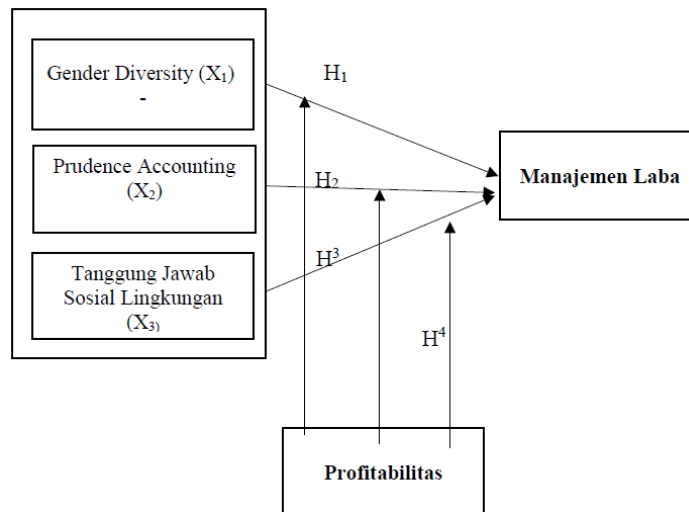 Gender Diversity (X₁)
-
H₁
Prudence Accounting
(X₂)
H₂
Manajemen Laba
Tanggung Jawab
Sosial Lingkungan
(X₃)
H³
H⁴
Profitabilitas